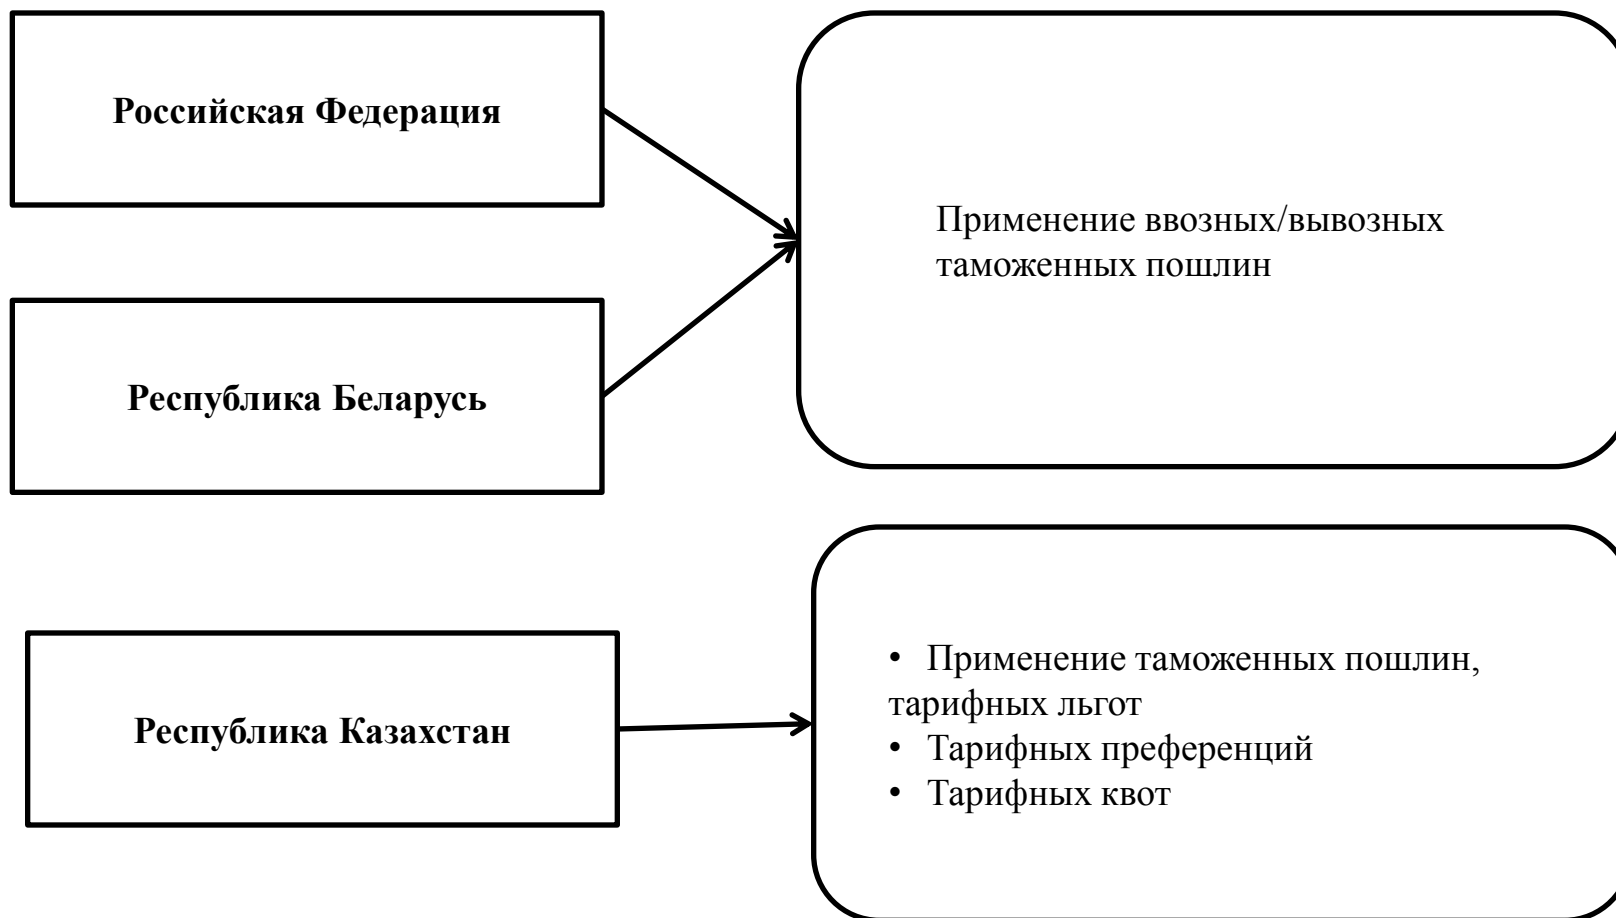 Российская Федерация
Применение ввозных/вывозных
таможенных пошлин
Республика Беларусь
Республика Казахстан
• Применение таможенных пошлин,
тарифных льгот
• Тарифных преференций
• Тарифных квот